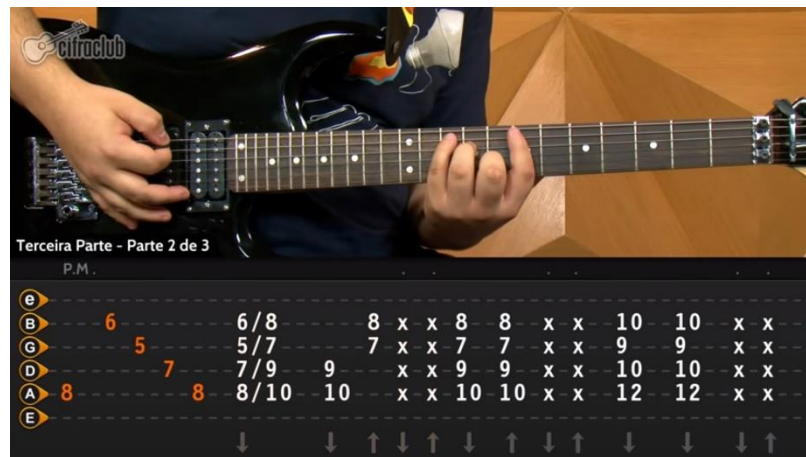 cifraclub
Terceira Parte - Parte 2 de 3
P.M . . . . . . .
e
B 6 6/8 8 x x 8 8 x x 10 10 x x
G 5 5/7 7 x x 7 7 x x 9 9 x x
D 7 7/9 9 x x 9 9 x x 10 10 x x
A 8 8 8/10 10 x x 10 10 x x 12 12 x x
E
↓ ↓ ↑ ↓ ↑ ↓ ↑ ↓ ↑ ↓ ↓ ↓ ↑